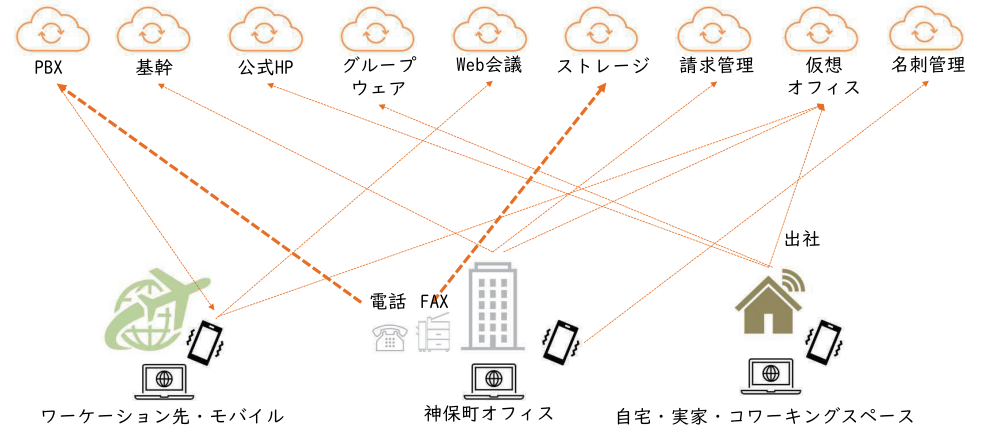 PBX
基幹
公式HP
グループ
ウェア
Web会議
ストレージ
請求管理
仮想
オフィス
名刺管理
出社
電話
FAX
ワーケーション先・モバイル
神保町オフィス
自宅・実家・コワーキングスペース